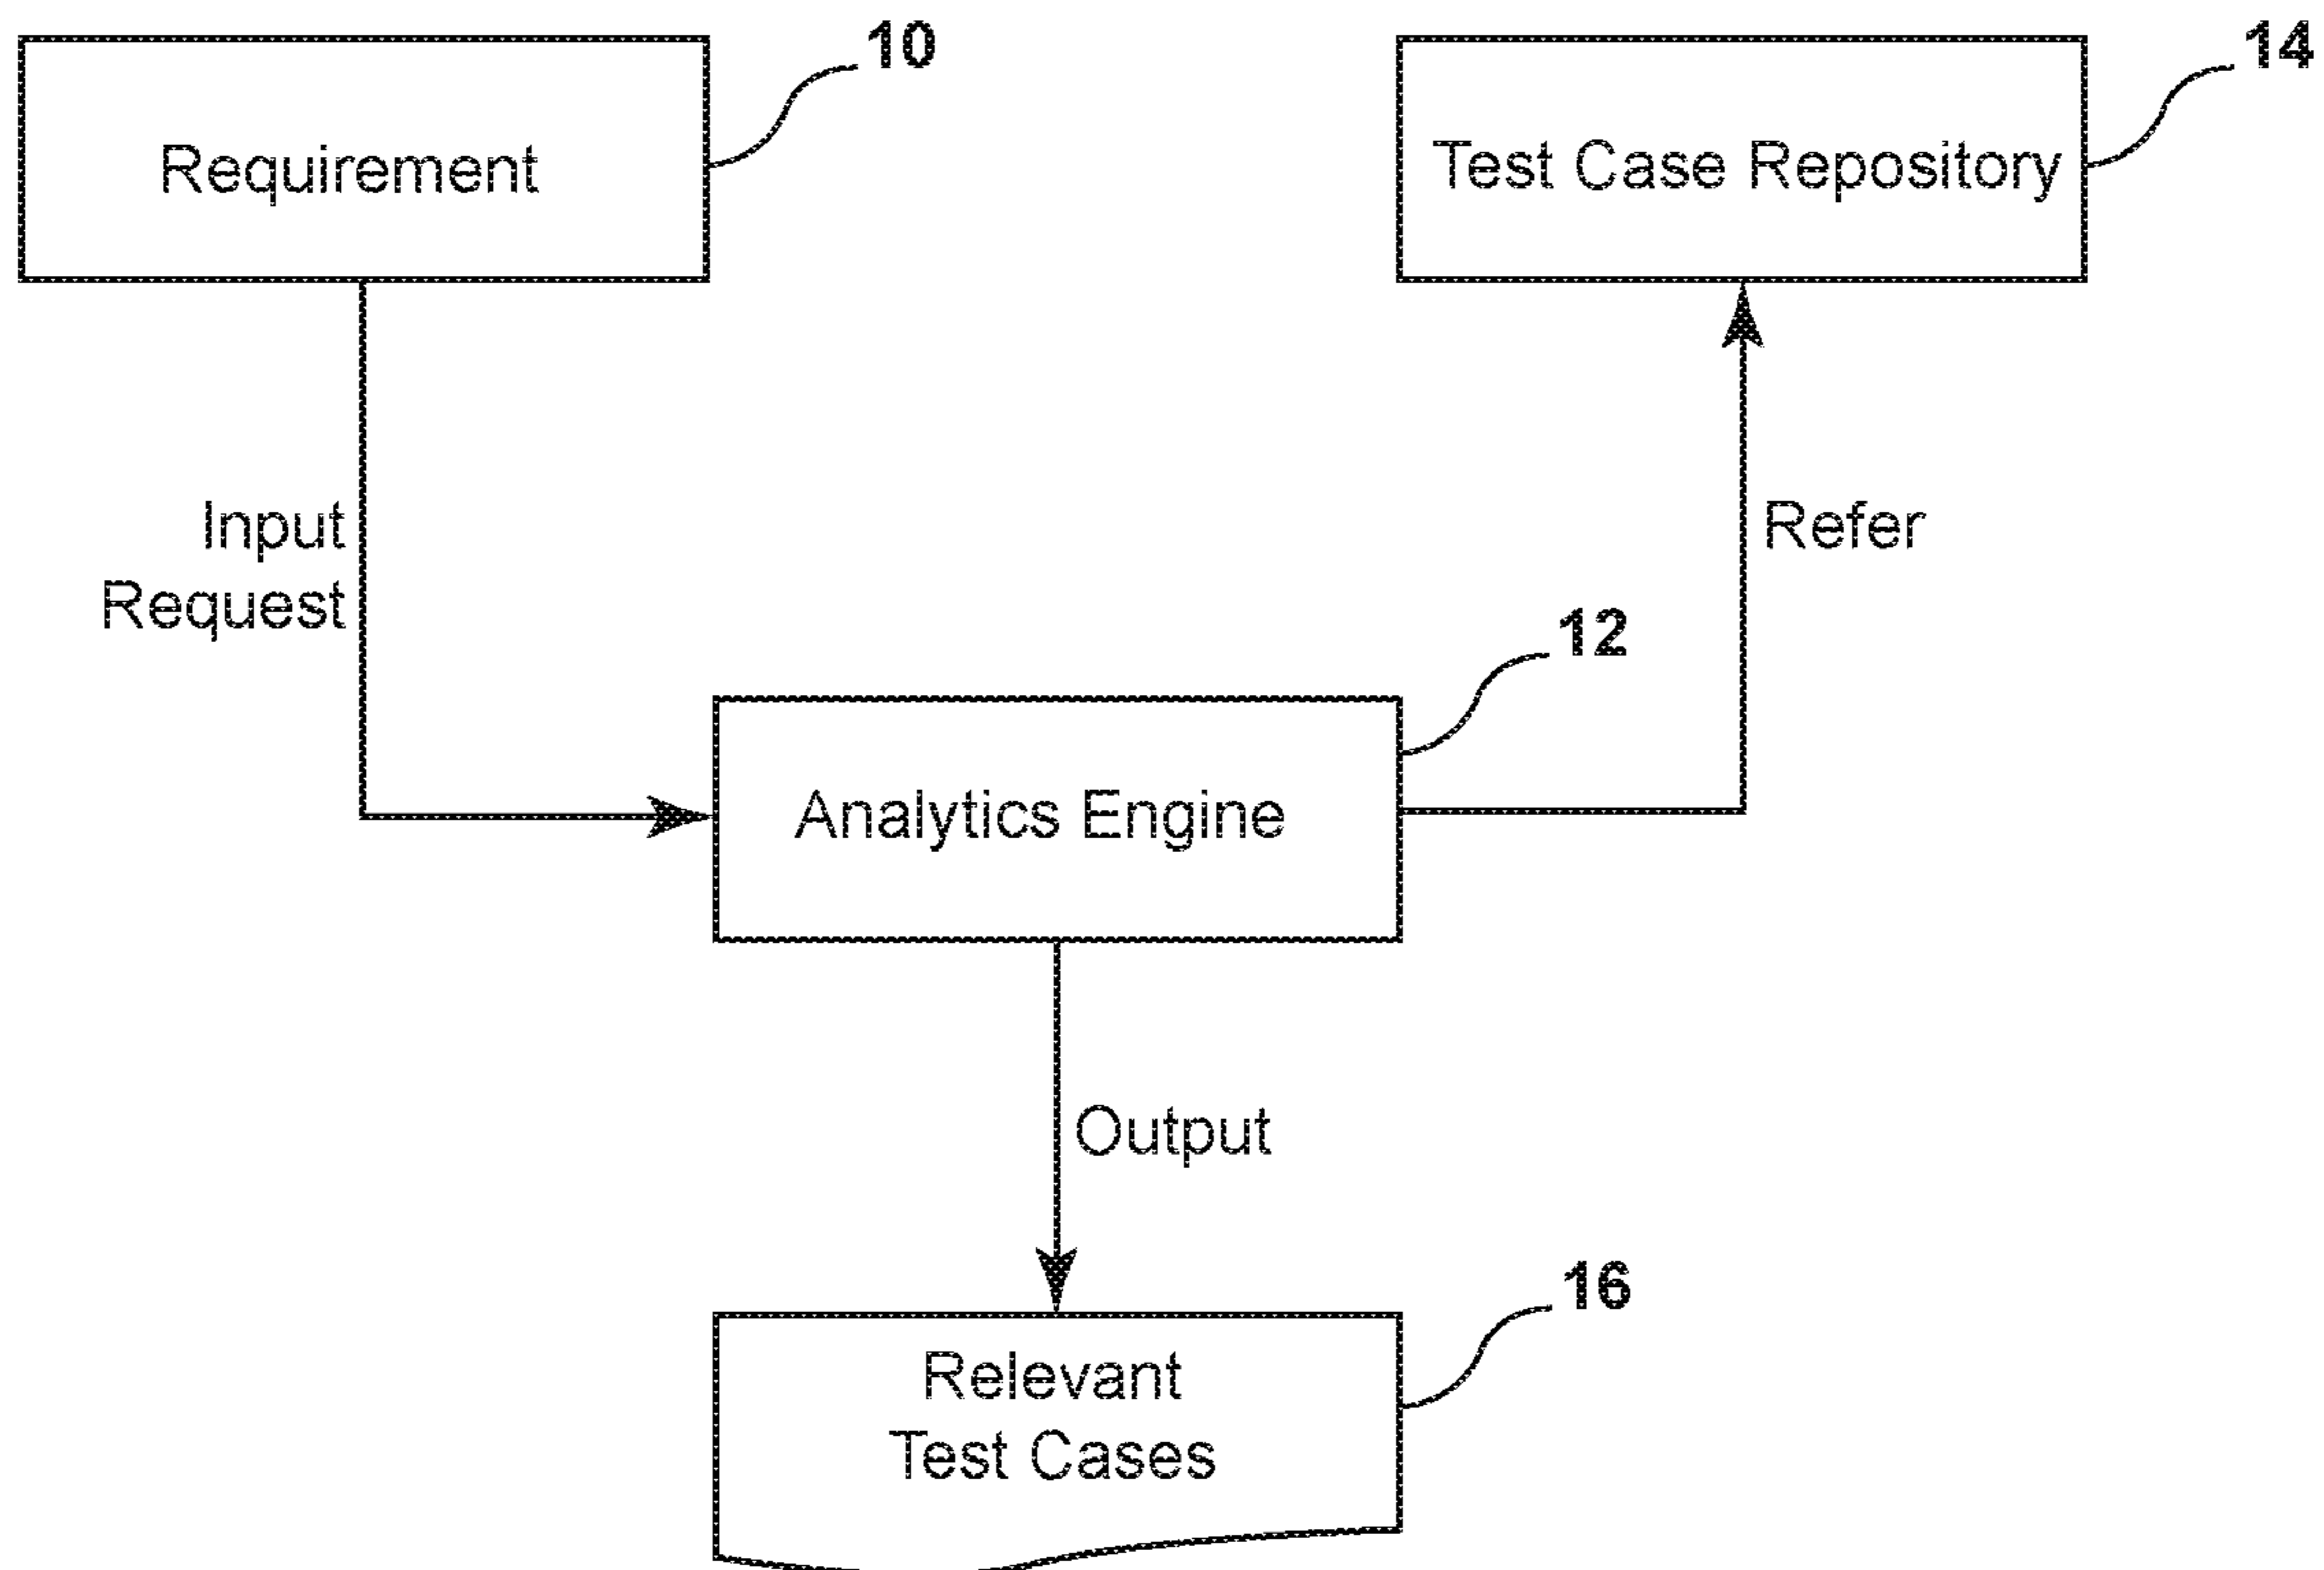 10
14
Requirement
Test Case Repository
Input
Request
Refer
12
Analytics Engine
Output
16
Relevant
Test Cases